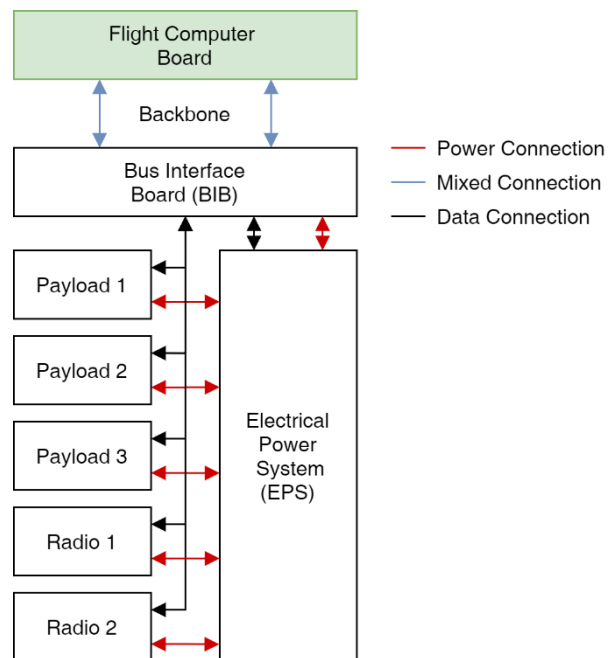 Flight Computer
Board
Backbone
Bus Interface
Board (BIB)
Power Connection
Mixed Connection
Data Connection
Payload 1
Payload 2
Payload 3
Radio 1
Radio 2
Electrical
Power
System
(EPS)